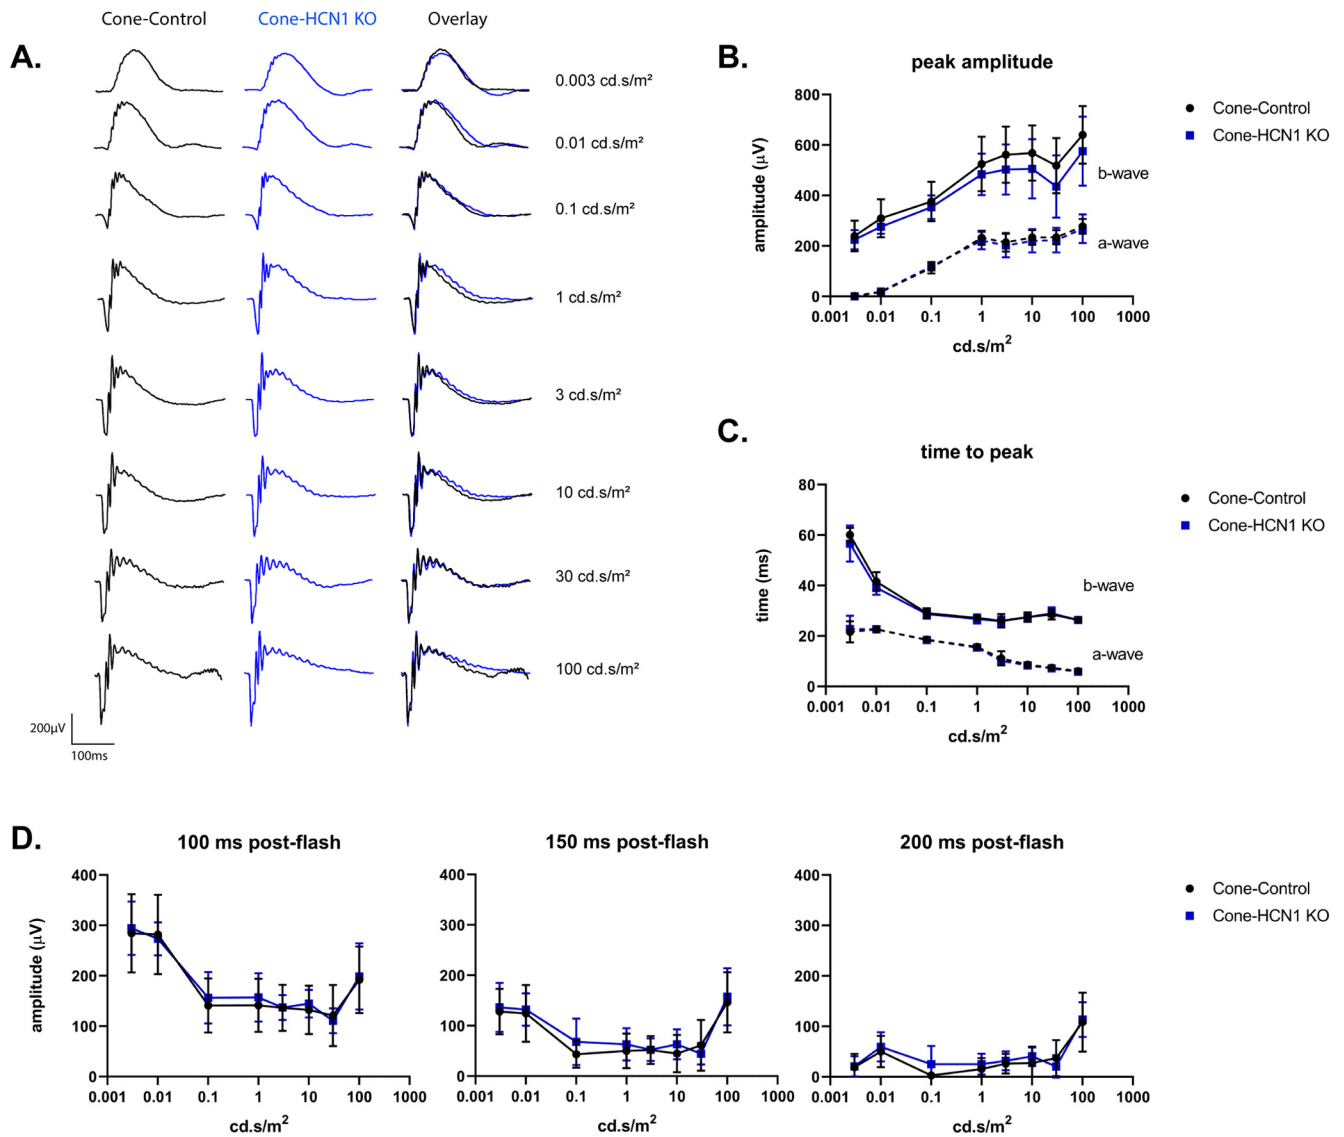 Cone-Control Cone-HCN1 KO Overlay
A.
0.003 cd.s/m²
0.01 cd.s/m²
0.1 cd.s/m²
1 cd.s/m²
3 cd.s/m²
10 cd.s/m²
30 cd.s/m²
100 cd.s/m²
200μV
100ms
B.
peak amplitude
amplitude (μV)
800
600
400
200
0
0.001 0.01 0.1 1 10 100 1000
cd.s/m²
b-wave
a-wave
Cone-Control
Cone-HCN1 KO
C.
time to peak
time (ms)
80
60
40
20
0
0.001 0.01 0.1 1 10 100 1000
cd.s/m²
b-wave
a-wave
Cone-Control
Cone-HCN1 KO
D.
100 ms post-flash
amplitude (μV)
400
300
200
100
0
0.001 0.01 0.1 1 10 100 1000
cd.s/m²
150 ms post-flash
400
300
200
100
0
0.001 0.01 0.1 1 10 100 1000
cd.s/m²
200 ms post-flash
400
300
200
100
0
0.001 0.01 0.1 1 10 100 1000
cd.s/m²
Cone-Control
Cone-HCN1 KO